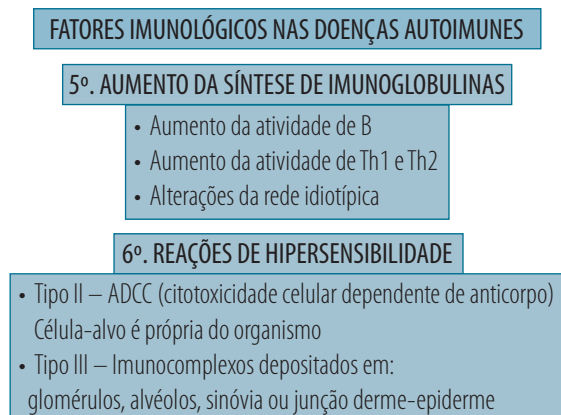 FATORES IMUNOLÓGICOS NAS DOENÇAS AUTOIMUNES
5º. AUMENTO DA SÍNTESE DE IMUNOGLOBULINAS
• Aumento da atividade de B
• Aumento da atividade de Th1 e Th2
• Alterações da rede idiotípica
6º. REAÇÕES DE HIPERSENSIBILIDADE
• Tipo II – ADCC (citotoxicidade celular dependente de anticorpo)
Célula-alvo é própria do organismo
• Tipo III – Imunocomplexos depositados em:
glomérulos, alvéolos, sinóvia ou junção derme-epiderme